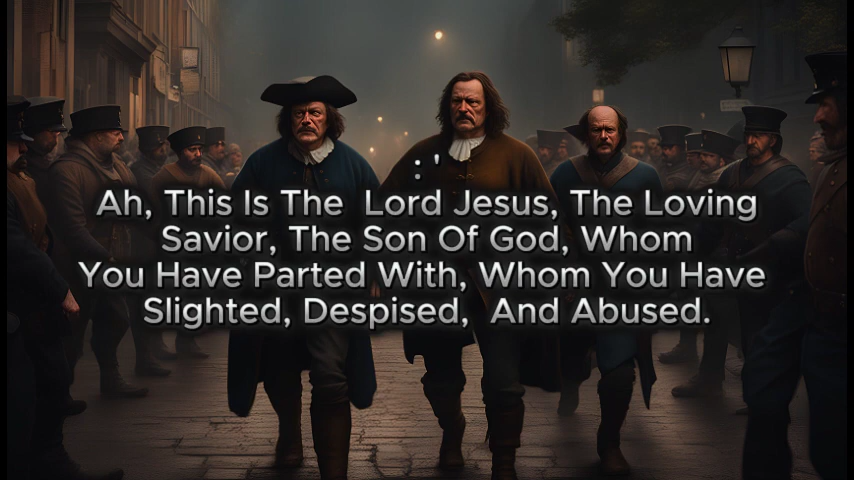 : '
Ah, This Is The  Lord Jesus, The Loving
Savior, The Son Of God, Whom
You Have Parted With, Whom You Have
Slighted, Despised,  And Abused.